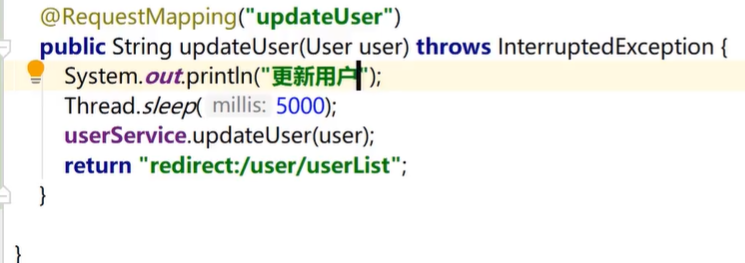 @RequestMapping("updateUser")
public String updateUser(User user) throws InterruptedException {
System.out.println("更新用户");
Thread.sleep( millis: 5000);
userService.updateUser(user);
return "redirect:/user/userList";
}
}